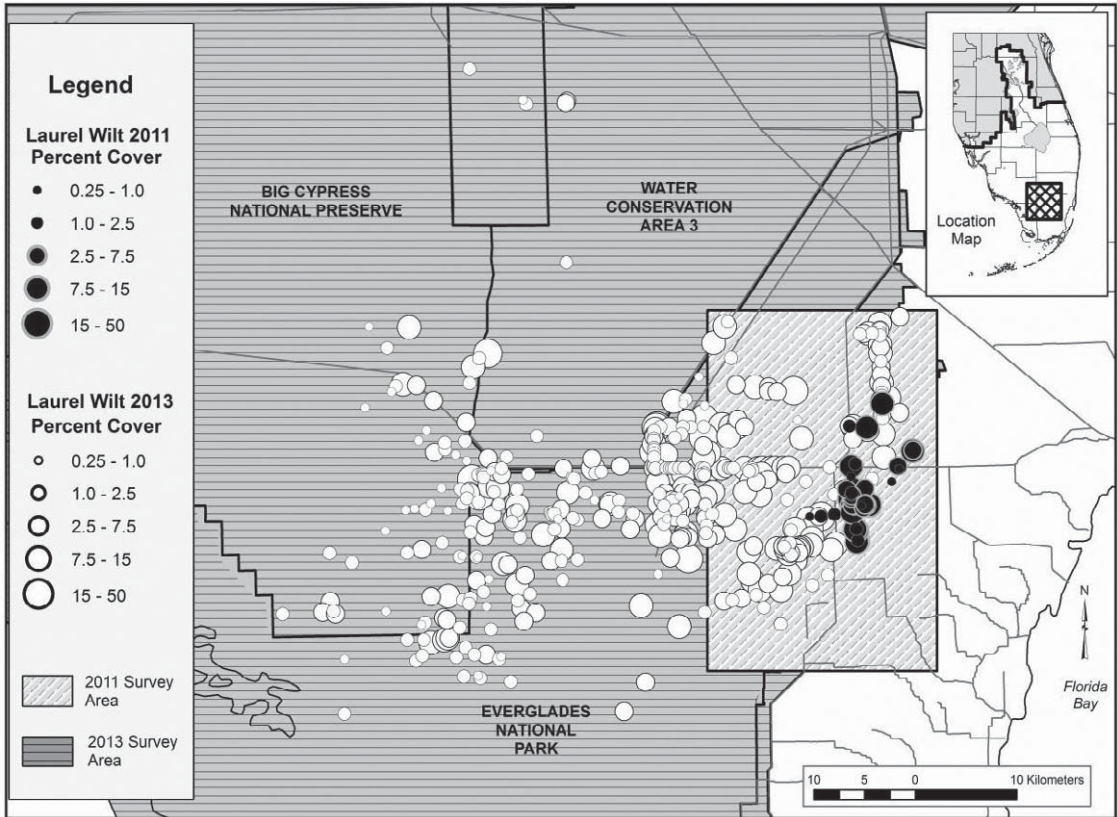 Legend
Laurel Wilt 2011
Percent Cover
0.25 - 1.0
1.0 - 2.5
2.5 - 7.5
7.5 - 15
15 - 50
Laurel Wilt 2013
Percent Cover
0.25 - 1.0
1.0 - 2.5
2.5 - 7.5
7.5 - 15
15 - 50
2011 Survey
Area
2013 Survey
Area
BIG CYPRESS
NATIONAL PRESERVE
WATER
CONSERVATION
AREA 3
EVERGLADES
NATIONAL
PARK
Location
Map
N
Florida
Bay
10 5 0 10 Kilometers